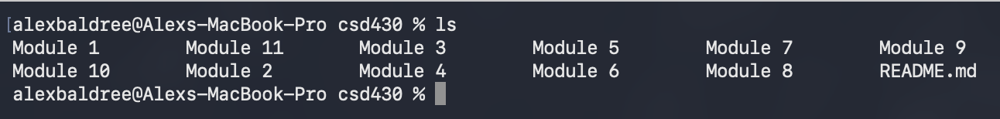 [alexbaldree@Alexs-MacBook-Pro csd430 % ls
Module 1 Module 11 Module 3 Module 5 Module 7 Module 9
Module 10 Module 2 Module 4 Module 6 Module 8 README.md
alexbaldree@Alexs-MacBook-Pro csd430 %